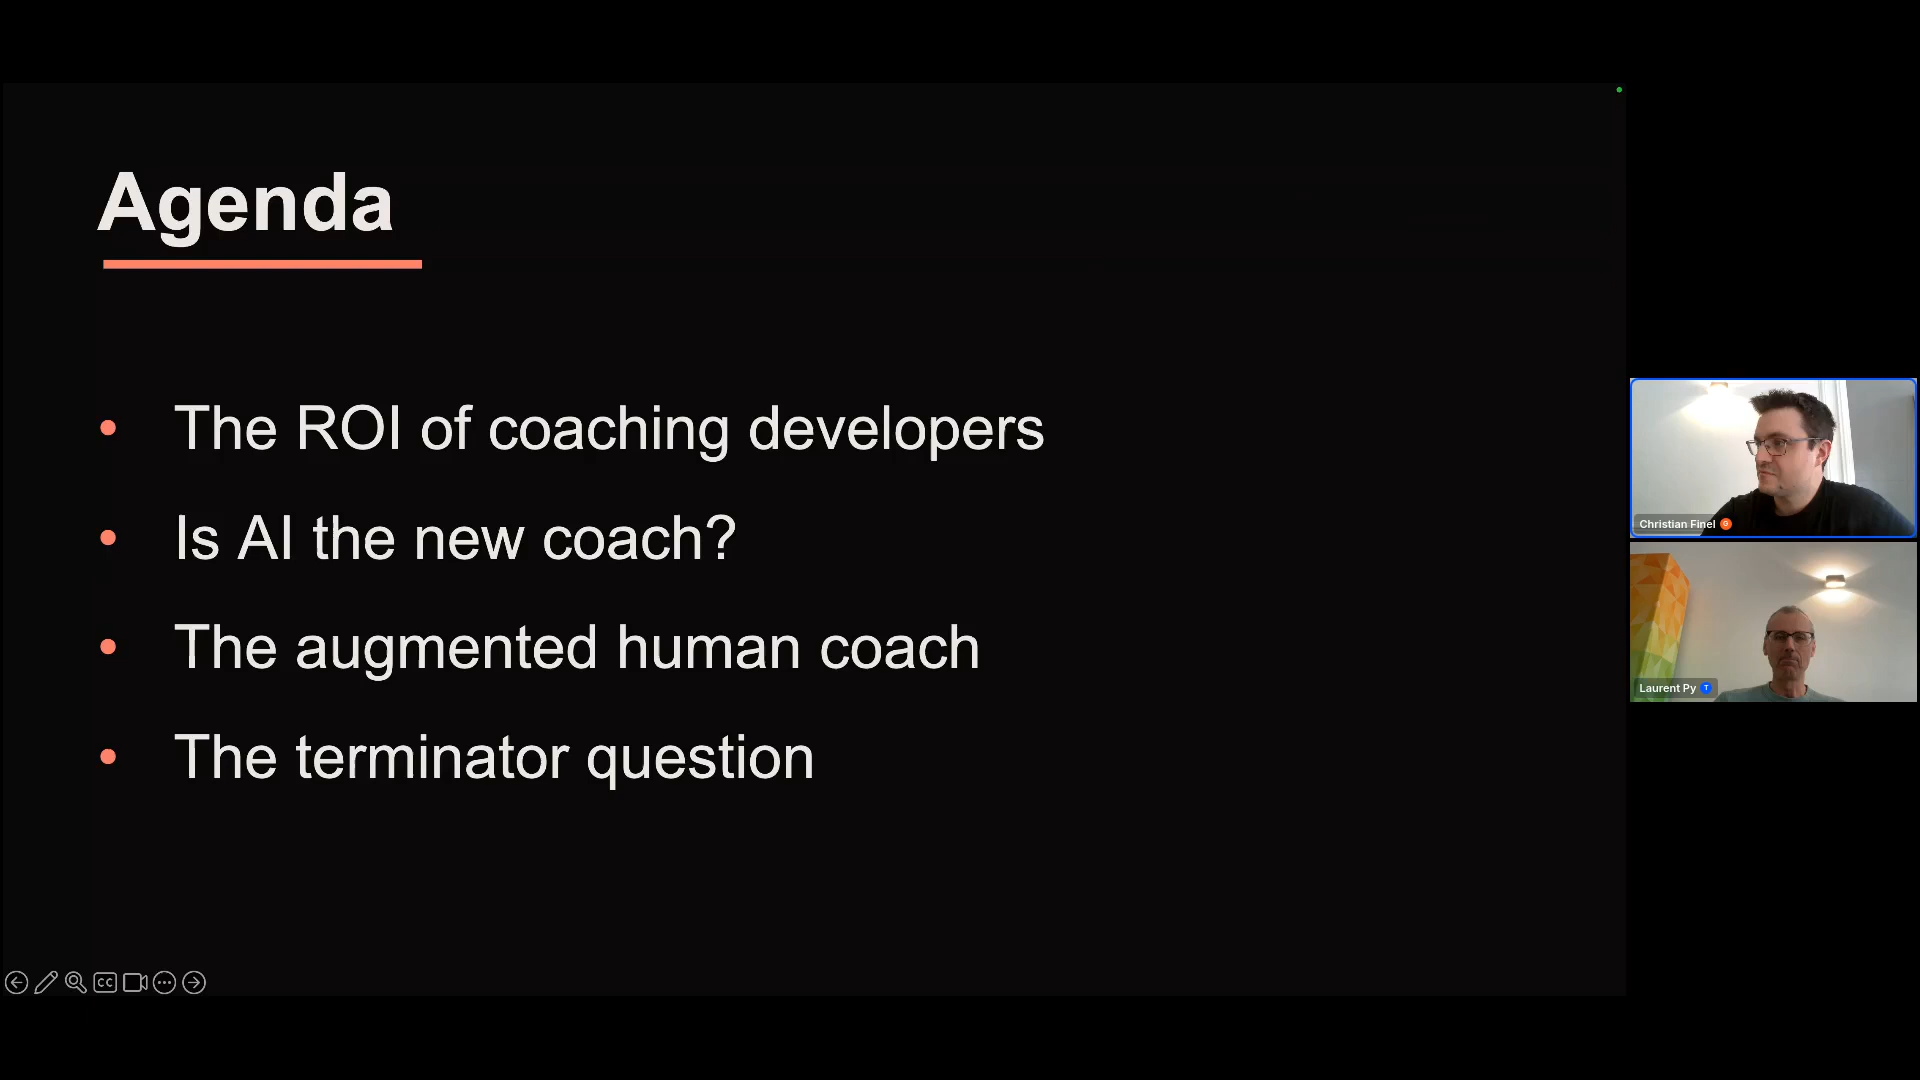 Agenda
• The ROI of coaching developers
• Is AI the new coach?
• The augmented human coach
• The terminator question
Christian Finel G
Laurent Py T
CC